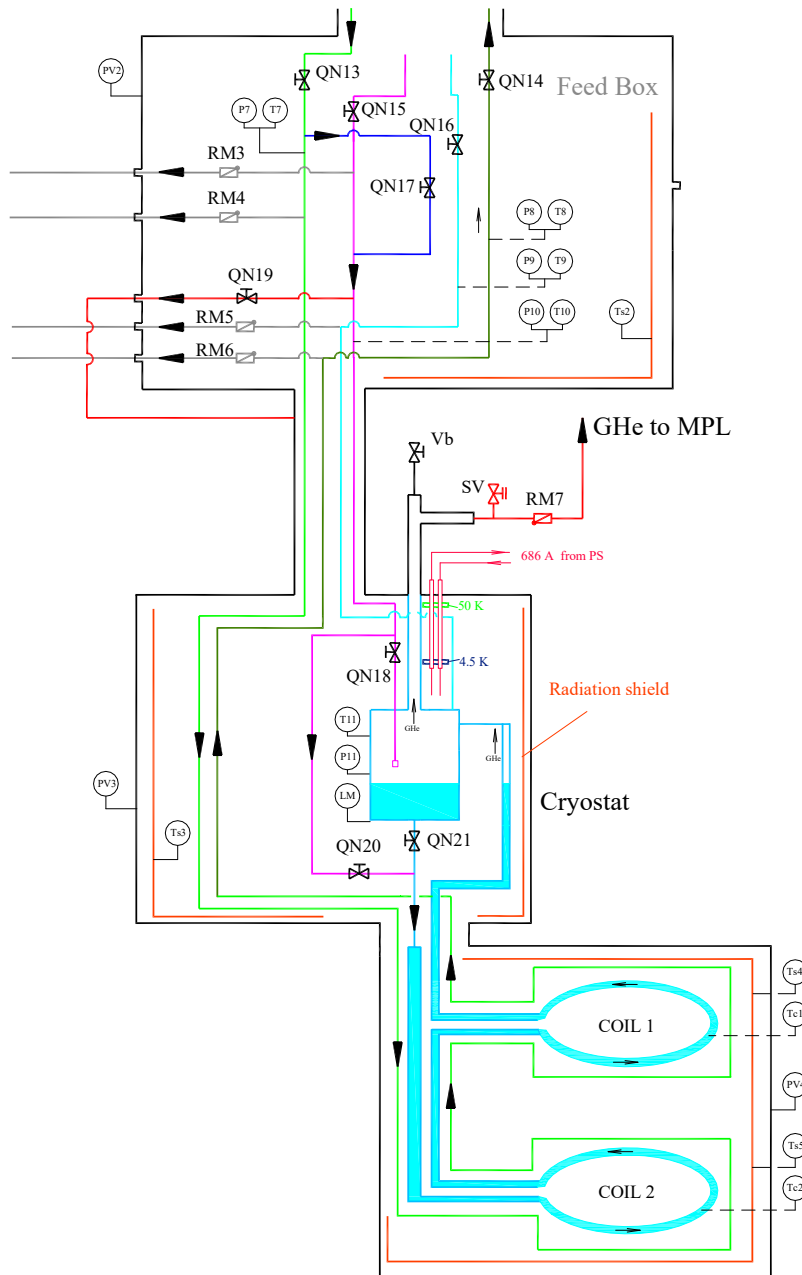 QN13
QN14
PV2
Feed Box
P7
T7
QN15
QN16
RM3
QN17
RM4
P8
T8
P9
T9
QN19
P10
T10
Ts2
RM5
RM6
GHe to MPL
Vb
SV
RM7
686 A from PS
50 K
QN18
4.5 K
Radiation shield
T11
GHe
P11
GHe
PV3
LM
Cryostat
Ts3
QN20
QN21
Ts4
Tc1
COIL 1
PV4
Ts5
Tc2
COIL 2